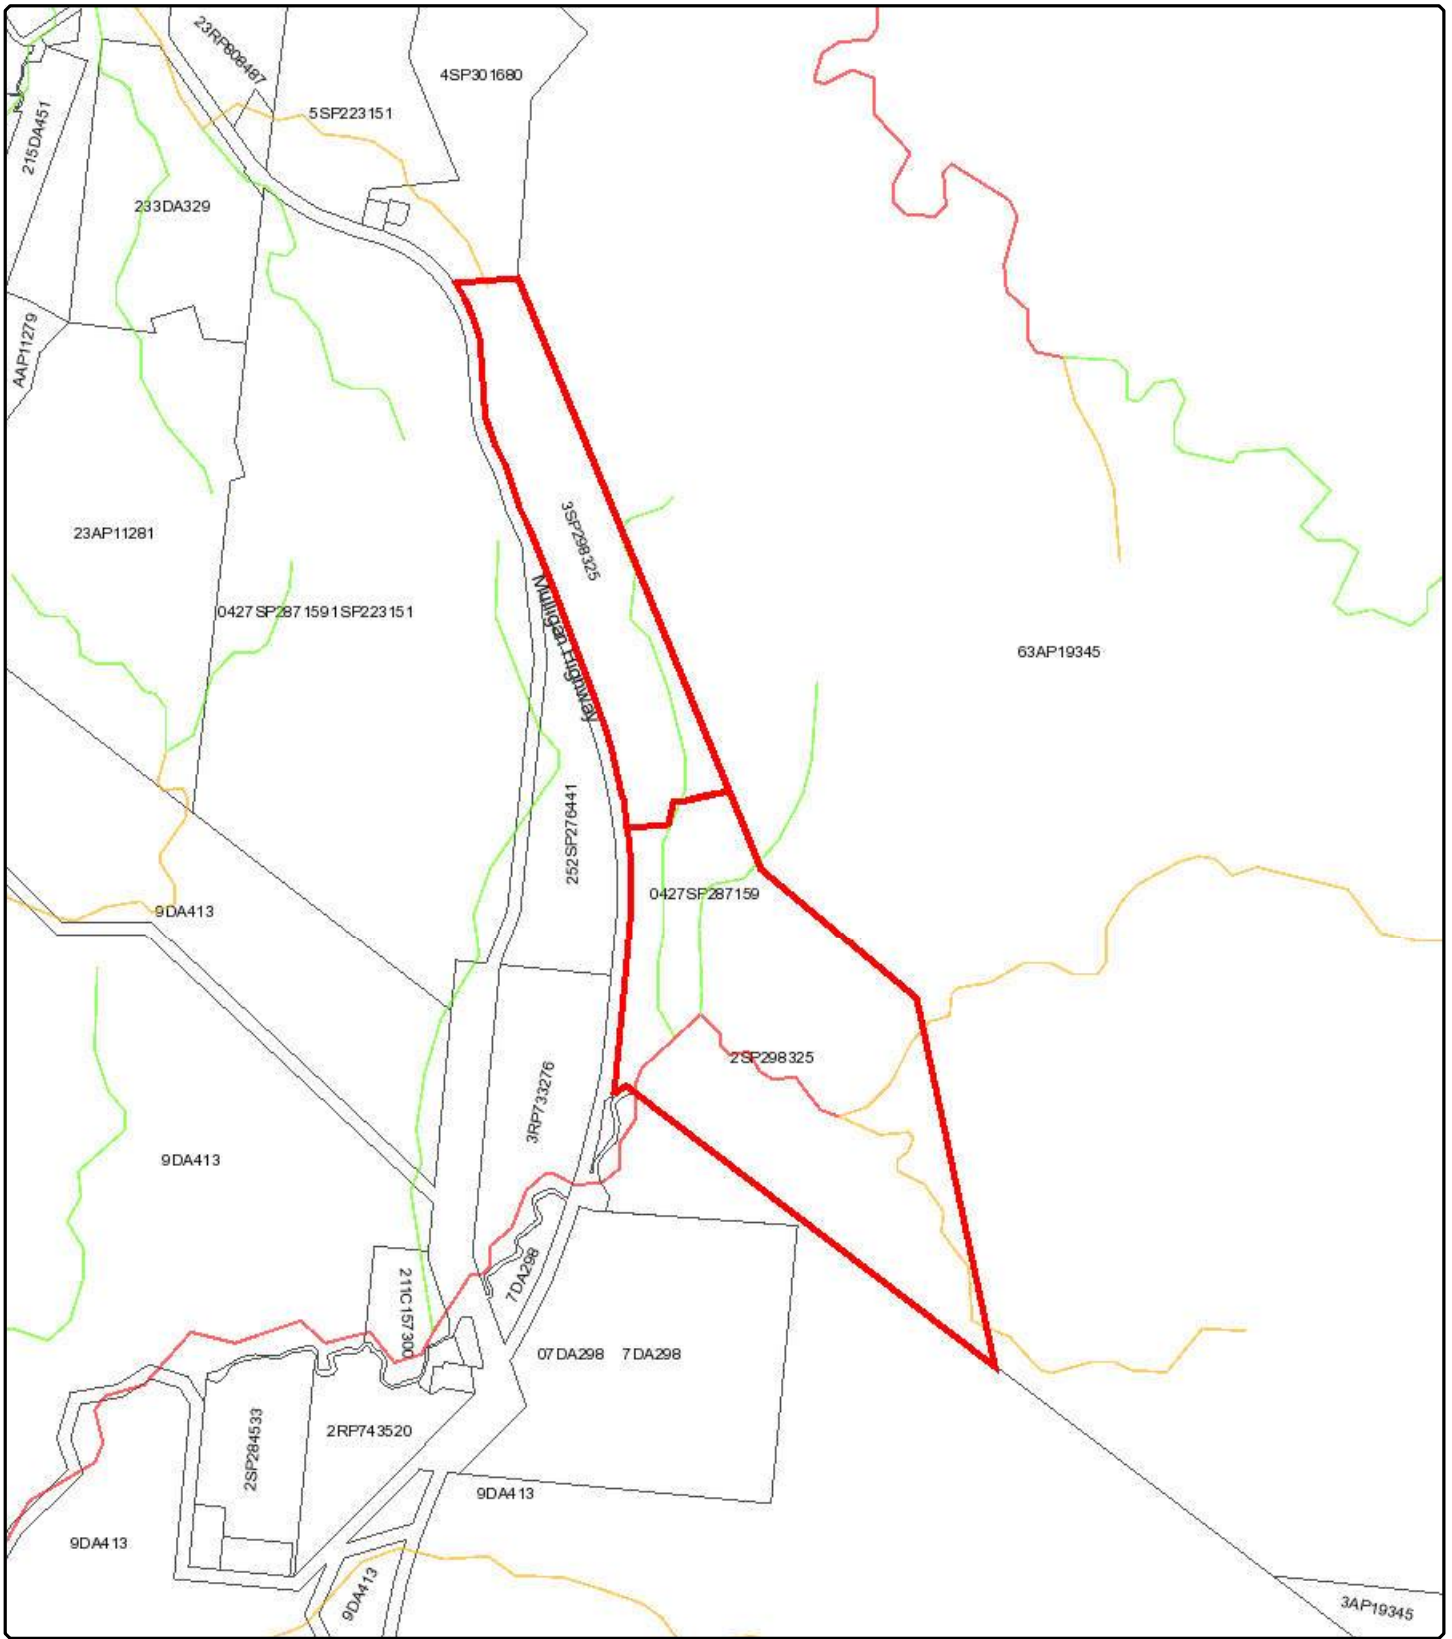 23RP808487
4SP301680
5SP223151
215DA451
233DA329
AAP11279
3SP298325
23AP11281
0427SP2871591SP223151
Mulligan Highway
63AP19345
252SP276441
0427SP287159
9DA413
2SP298325
3RP733276
9DA413
7DA298
211C157300
07DA298 7DA298
2RP743520
2SP284533
9DA413
9DA413
9DA413
3AP19345